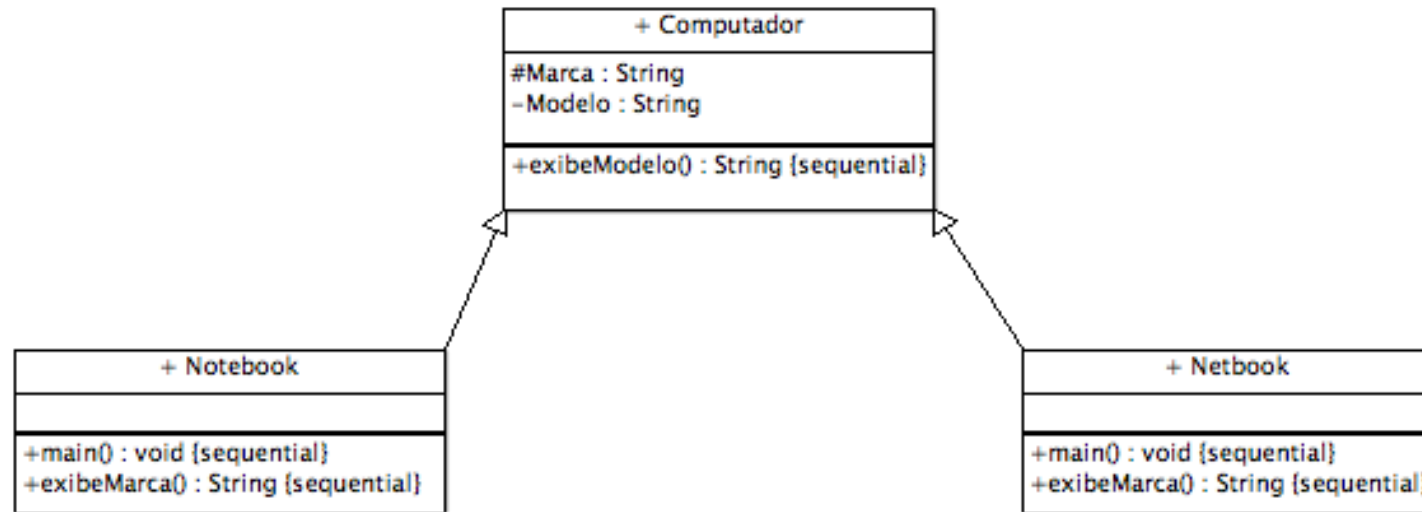 + Computador
#Marca : String
-Modelo : String
+exibeModelo() : String {sequential}
+ Notebook
+main() : void {sequential}
+exibeMarca() : String {sequential}
+ Netbook
+main() : void {sequential}
+exibeMarca() : String {sequential}